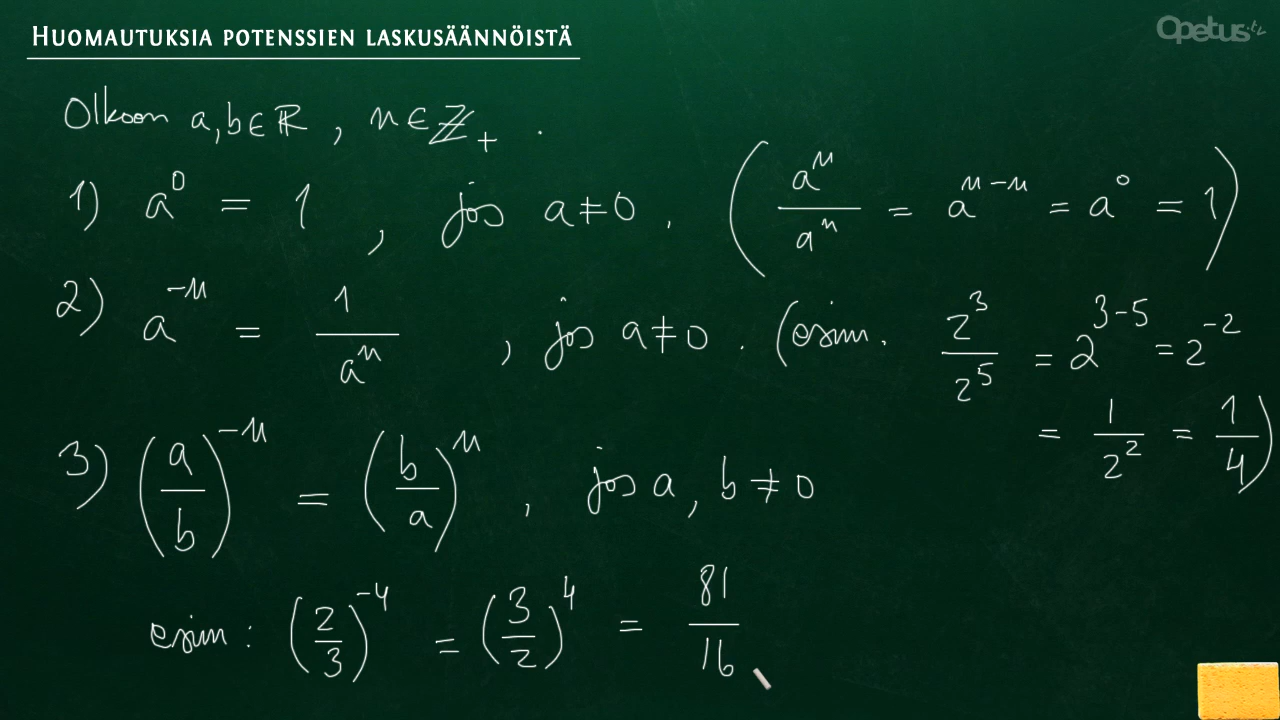 HUOMAUTUKSIA POTENSSIEN LASKUSÄÄNNÖISTÄ
Opetus.tv
Olkoon a, b ∈ ℝ, n ∈ ℤ₊.
1) a⁰ = 1, jos a ≠ 0. (aⁿ/aⁿ = aⁿ⁻ⁿ = a⁰ = 1)
2) a⁻ⁿ = 1/aⁿ, jos a ≠ 0. (esim. 2³/2⁵ = 2³⁻⁵ = 2⁻²
= 1/2² = 1/4)
3) (a/b)⁻ⁿ = (b/a)ⁿ, jos a, b ≠ 0
esim: (2/3)⁻⁴ = (3/2)⁴ = 81/16